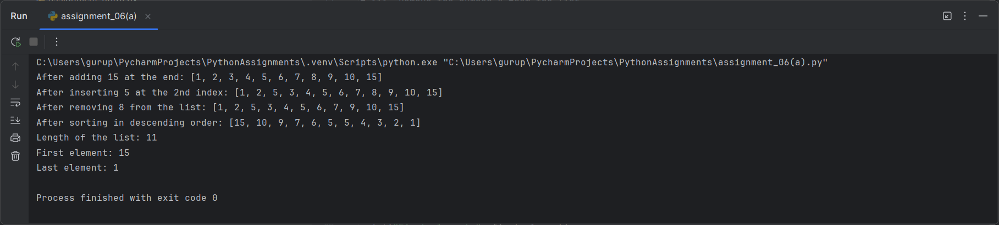 Run assignment_06(a)
C:\Users\gurup\PycharmProjects\PythonAssignments\.venv\Scripts\python.exe "C:\Users\gurup\PycharmProjects\PythonAssignments\assignment_06(a).py"
After adding 15 at the end: [1, 2, 3, 4, 5, 6, 7, 8, 9, 10, 15]
After inserting 5 at the 2nd index: [1, 2, 5, 3, 4, 5, 6, 7, 8, 9, 10, 15]
After removing 8 from the list: [1, 2, 5, 3, 4, 5, 6, 7, 9, 10, 15]
After sorting in descending order: [15, 10, 9, 7, 6, 5, 5, 4, 3, 2, 1]
Length of the list: 11
First element: 15
Last element: 1
Process finished with exit code 0